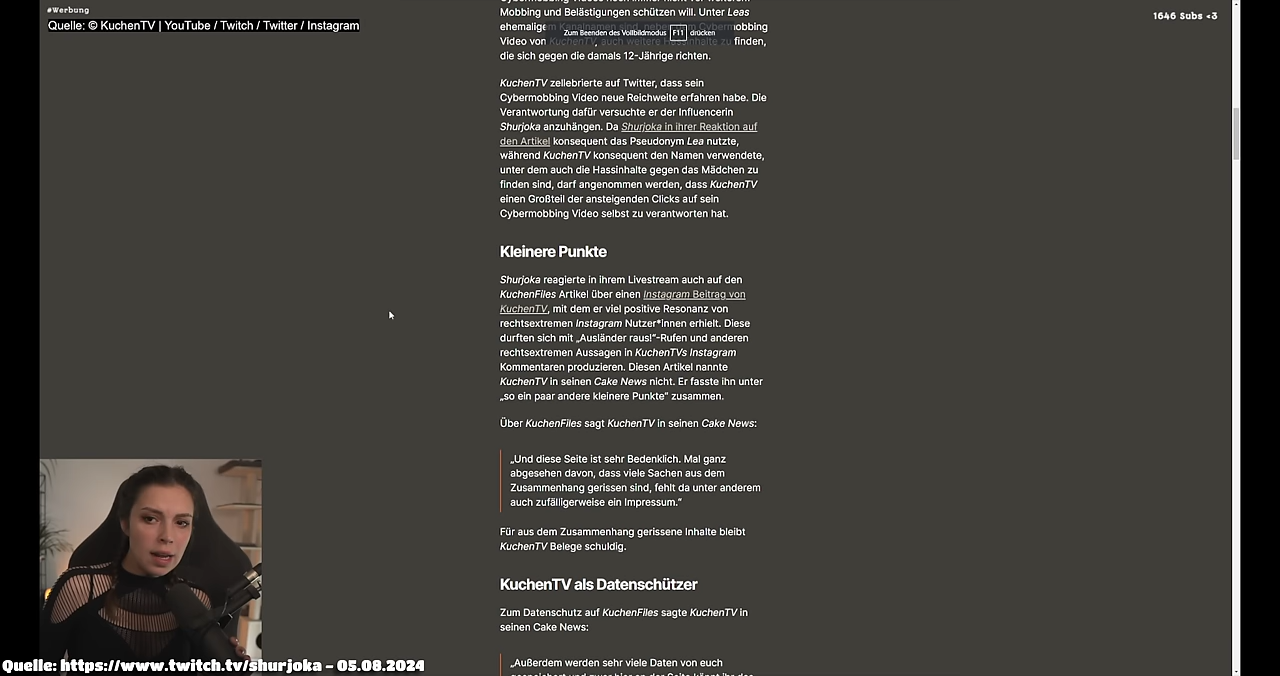 #Werbung
Quelle: © KuchenTV | YouTube / Twitch / Twitter / Instagram
1646 Subs <3
Mobbing und Belästigungen schützen will. Unter Leas
ehemaligem Kanalnamen sind, neben dem Cybermobbing
Zum Beenden des Vollbildmodus F11 drücken
Video von KuchenTV, auch weitere Hassinhalte zu finden,
die sich gegen die damals 12-Jährige richten.
KuchenTV zellebrierte auf Twitter, dass sein
Cybermobbing Video neue Reichweite erfahren habe. Die
Verantwortung dafür versuchte er der Influencerin
Shurjoka anzuhängen. Da Shurjoka in ihrer Reaktion auf
den Artikel konsequent das Pseudonym Lea nutzte,
während KuchenTV konsequent den Namen verwendete,
unter dem auch die Hassinhalte gegen das Mädchen zu
finden sind, darf angenommen werden, dass KuchenTV
einen Großteil der ansteigenden Clicks auf sein
Cybermobbing Video selbst zu verantworten hat.
Kleinere Punkte
Shurjoka reagierte in ihrem Livestream auch auf den
KuchenFiles Artikel über einen Instagram Beitrag von
KuchenTV, mit dem er viel positive Resonanz von
rechtsextremen Instagram Nutzer*innen erhielt. Diese
durften sich mit „Ausländer raus!“-Rufen und anderen
rechtsextremen Aussagen in KuchenTVs Instagram
Kommentaren produzieren. Diesen Artikel nannte
KuchenTV in seinen Cake News nicht. Er fasste ihn unter
„so ein paar andere kleinere Punkte“ zusammen.
Über KuchenFiles sagt KuchenTV in seinen Cake News:
„Und diese Seite ist sehr Bedenklich. Mal ganz
abgesehen davon, dass viele Sachen aus dem
Zusammenhang gerissen sind, fehlt da unter anderem
auch zufälligerweise ein Impressum.“
Für aus dem Zusammenhang gerissene Inhalte bleibt
KuchenTV Belege schuldig.
KuchenTV als Datenschützer
Zum Datenschutz auf KuchenFiles sagte KuchenTV in
seinen Cake News:
„Außerdem werden sehr viele Daten von euch
Quelle: https://www.twitch.tv/shurjoka - 05.08.2024